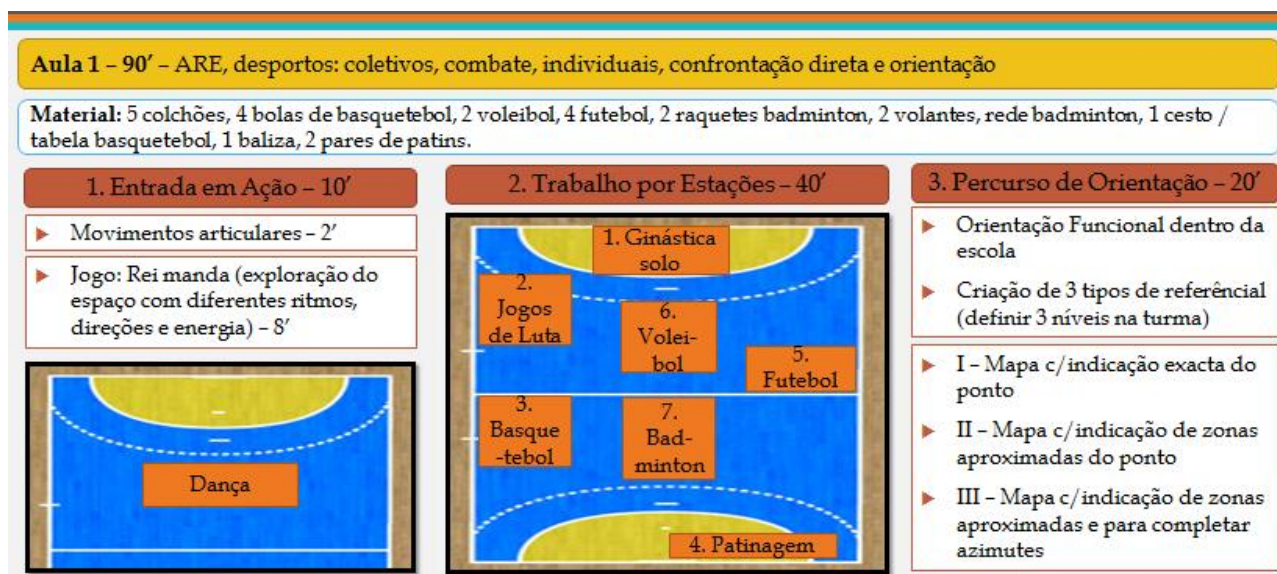 Aula 1 – 90’ – ARE, desportos: coletivos, combate, individuais, confrontação direta e orientação
Material: 5 colchões, 4 bolas de basquetebol, 2 voleibol, 4 futebol, 2 raquetes badminton, 2 volantes, rede badminton, 1 cesto /
tabela basquetebol, 1 baliza, 2 pares de patins.
1. Entrada em Ação – 10’
Movimentos articulares – 2’
Jogo: Rei manda (exploração do
espaço com diferentes ritmos,
direções e energia) – 8’
Dança
2. Trabalho por Estações – 40’
1. Ginástica
solo
2.
Jogos
de Luta
6.
Volei-
bol
5.
Futebol
3.
Basque
-tebol
7.
Bad-
minton
4. Patinagem
3. Percurso de Orientação – 20’
Orientação Funcional dentro da
escola
Criação de 3 tipos de referêncial
(definir 3 níveis na turma)
I – Mapa c/indicação exacta do
ponto
II – Mapa c/indicação de zonas
aproximadas do ponto
III – Mapa c/indicação de zonas
aproximadas e para completar
azimutes